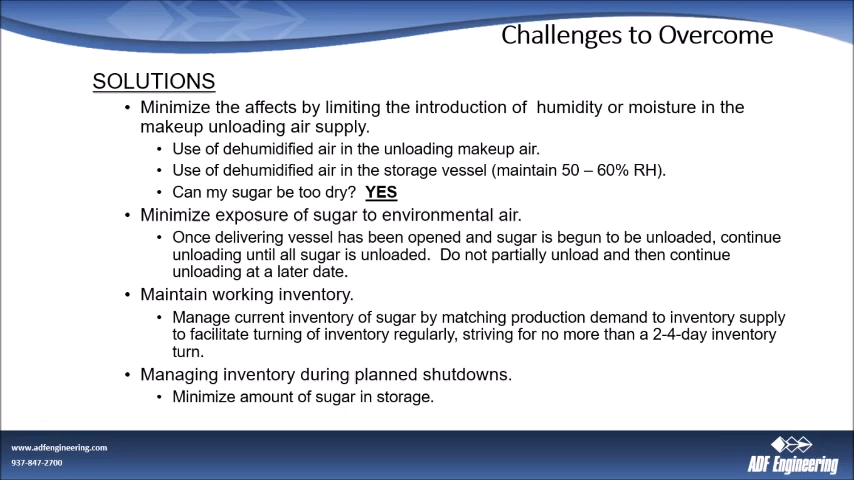 Challenges to Overcome
SOLUTIONS
• Minimize the affects by limiting the introduction of humidity or moisture in the
makeup unloading air supply.
• Use of dehumidified air in the unloading makeup air.
• Use of dehumidified air in the storage vessel (maintain 50 – 60% RH).
• Can my sugar be too dry? YES
• Minimize exposure of sugar to environmental air.
• Once delivering vessel has been opened and sugar is begun to be unloaded, continue
unloading until all sugar is unloaded. Do not partially unload and then continue
unloading at a later date.
• Maintain working inventory.
• Manage current inventory of sugar by matching production demand to inventory supply
to facilitate turning of inventory regularly, striving for no more than a 2-4-day inventory
turn.
• Managing inventory during planned shutdowns.
• Minimize amount of sugar in storage.
www.adfengineering.com
937-847-2700
ADF Engineering